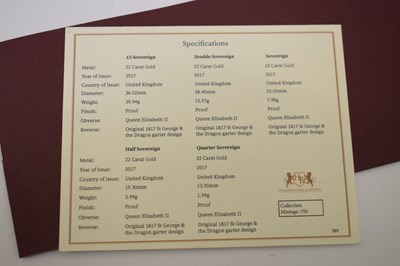 Specifications
£5 Sovereign Double Sovereign Sovereign
Metal: 22 Carat Gold 22 Carat Gold 22 Carat Gold
Year of Issue: 2017 2017 2017
Country of Issue: United Kingdom United Kingdom United Kingdom
Diameter: 36.02mm 28.40mm 22.05mm
Weight: 39.94g 15.97g 7.98g
Finish: Proof Proof Proof
Obverse: Queen Elizabeth II Queen Elizabeth II Queen Elizabeth II
Reverse: Original 1817 St George & Original 1817 St George & Original 1817 St George &
the Dragon garter design the Dragon garter design the Dragon garter design
Half Sovereign Quarter Sovereign
Metal: 22 Carat Gold 22 Carat Gold
Year of Issue: 2017 2017
Country of Issue: United Kingdom United Kingdom
Diameter: 19.30mm 13.50mm
Weight: 3.99g 1.99g
Finish: Proof Proof
Obverse: Queen Elizabeth II Queen Elizabeth II
Reverse: Original 1817 St George & Original 1817 St George &
the Dragon garter design the Dragon garter design
Collection
Mintage 750